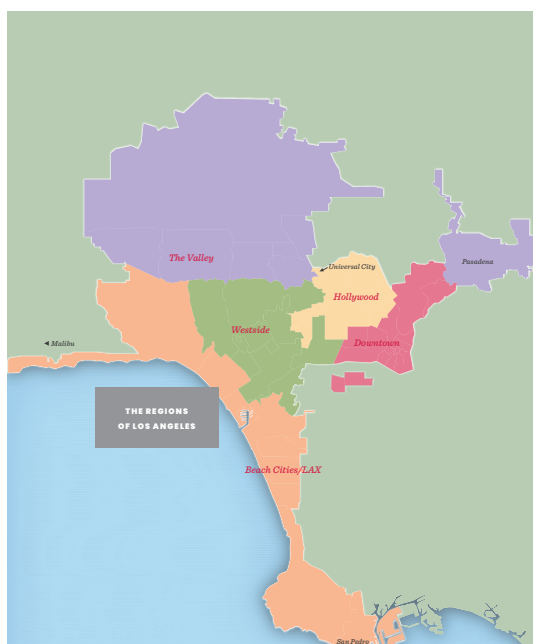 The Valley
Pasadena
Universal City
Hollywood
Westside
Downtown
Malibu
THE REGIONS
OF LOS ANGELES
Beach Cities/LAX
San Pedro